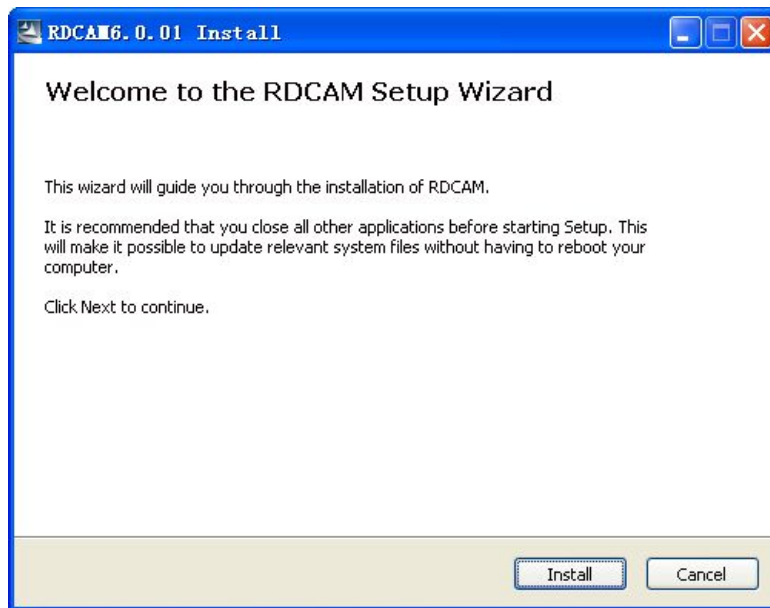 RDCAM6.0.01 Install
Welcome to the RDCAM Setup Wizard
This wizard will guide you through the installation of RDCAM.
It is recommended that you close all other applications before starting Setup. This
will make it possible to update relevant system files without having to reboot your
computer.
Click Next to continue.
Install
Cancel